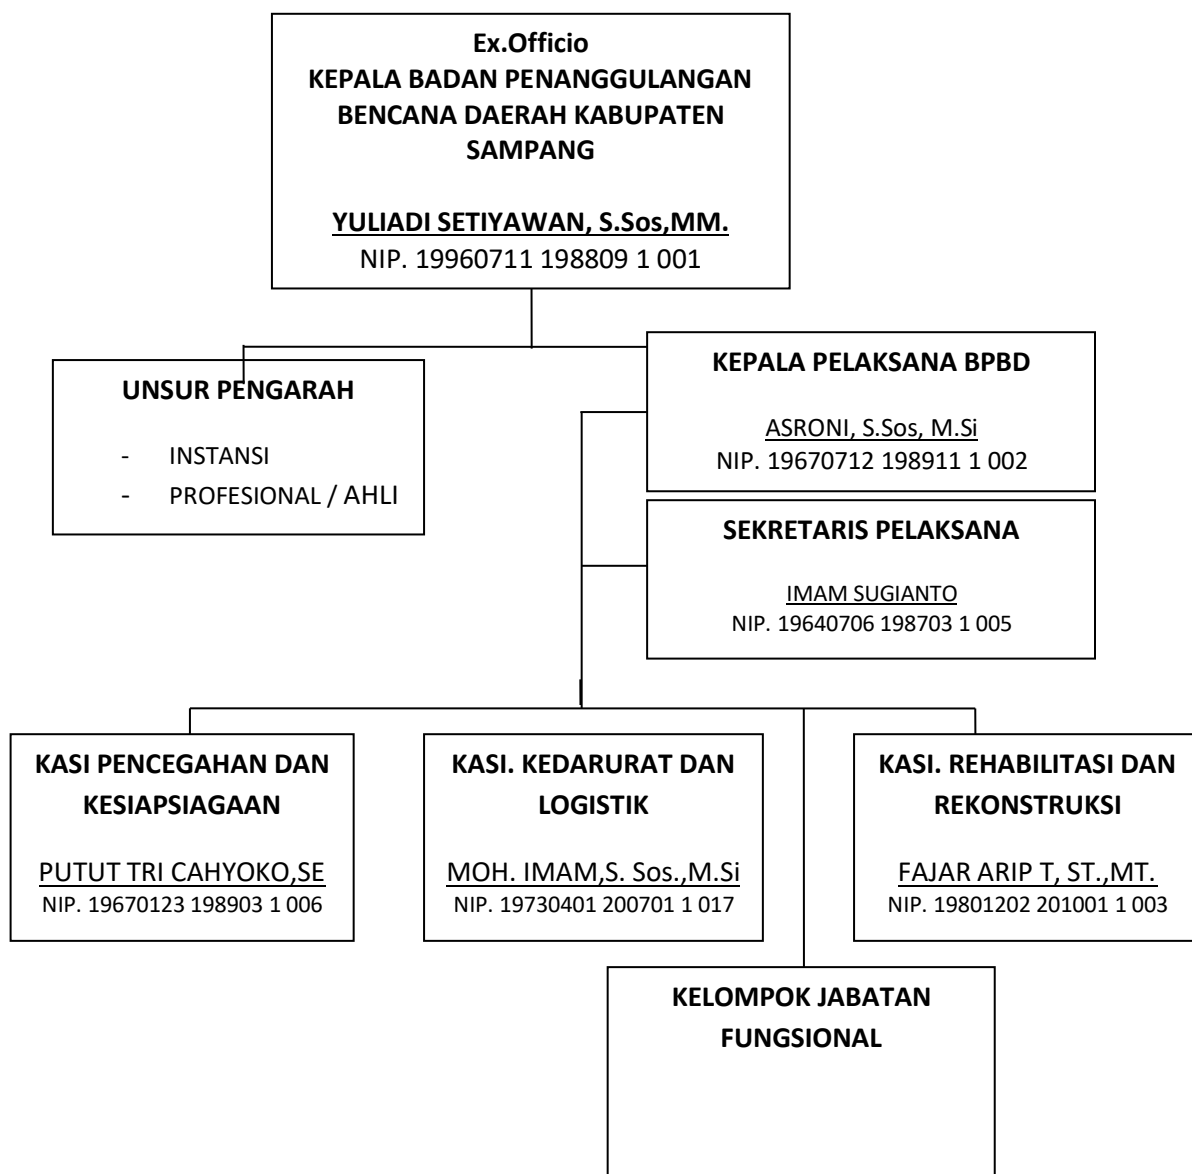 Ex.Officio
KEPALA BADAN PENANGGULANGAN
BENCANA DAERAH KABUPATEN
SAMPANG
YULIADI SETIYAWAN, S.Sos,MM.
NIP. 19960711 198809 1 001
UNSUR PENGARAH
- INSTANSI
- PROFESIONAL / AHLI
KEPALA PELAKSANA BPBD
ASRONI, S.Sos, M.Si
NIP. 19670712 198911 1 002
SEKRETARIS PELAKSANA
IMAM SUGIANTO
NIP. 19640706 198703 1 005
KASI PENCEGAHAN DAN
KESIAPSIAGAAN
PUTUT TRI CAHYOKO,SE
NIP. 19670123 198903 1 006
KASI. KEDARURAT DAN
LOGISTIK
MOH. IMAM,S. Sos.,M.Si
NIP. 19730401 200701 1 017
KASI. REHABILITASI DAN
REKONSTRUKSI
FAJAR ARIP T, ST.,MT.
NIP. 19801202 201001 1 003
KELOMPOK JABATAN
FUNGSIONAL